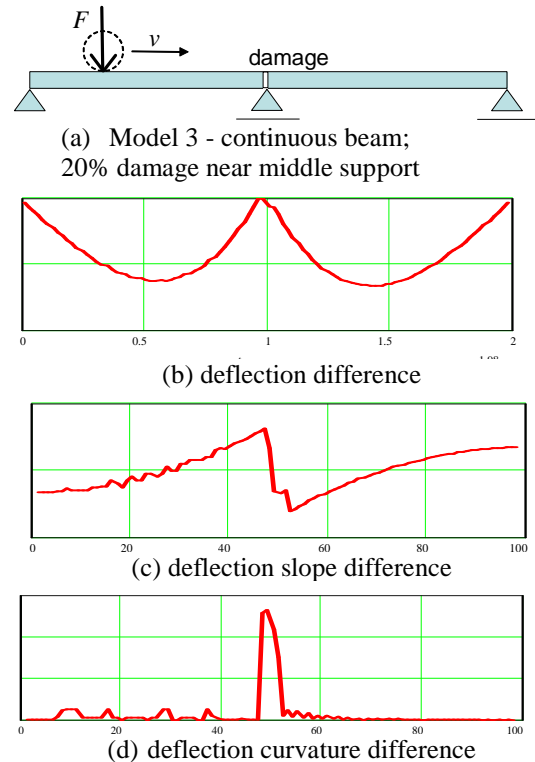 F
v
damage
(a) Model 3 - continuous beam;
20% damage near middle support
0 0.5 1 1.5 2
(b) deflection difference
0 20 40 60 80 100
(c) deflection slope difference
0 20 40 60 80 100
(d) deflection curvature difference